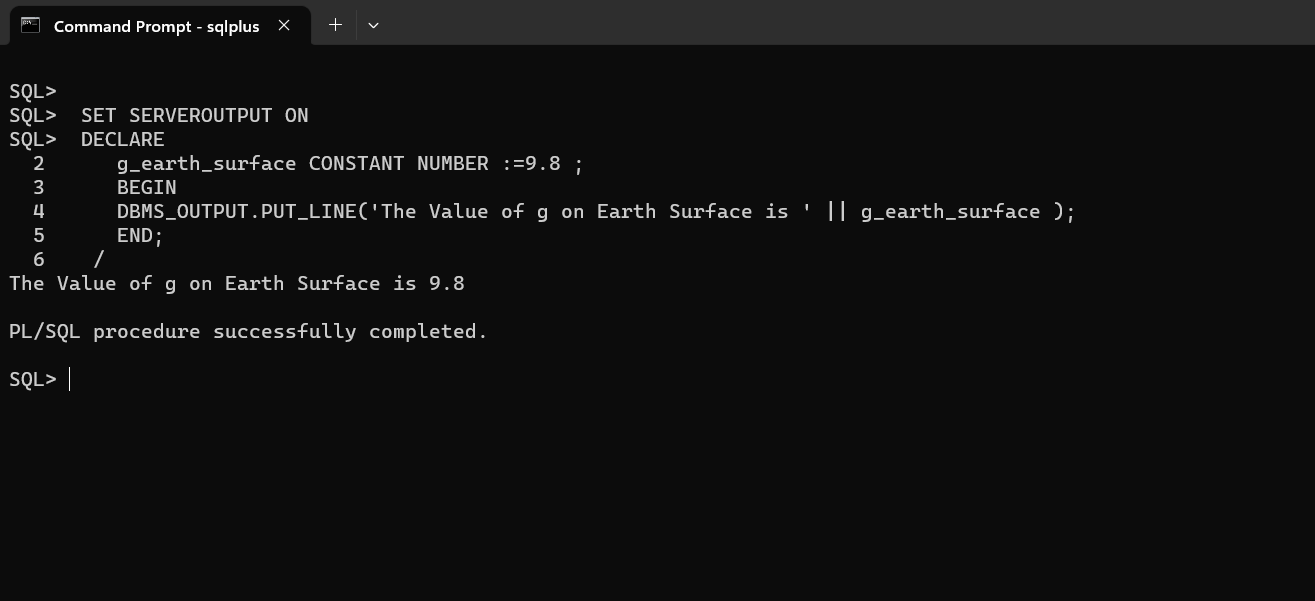 Command Prompt - sqlplus
SQL>
SQL>  SET SERVEROUTPUT ON
SQL>  DECLARE
  2      g_earth_surface CONSTANT NUMBER :=9.8 ;
  3      BEGIN
  4      DBMS_OUTPUT.PUT_LINE('The Value of g on Earth Surface is ' || g_earth_surface );
  5      END;
  6    /
The Value of g on Earth Surface is 9.8
PL/SQL procedure successfully completed.
SQL>